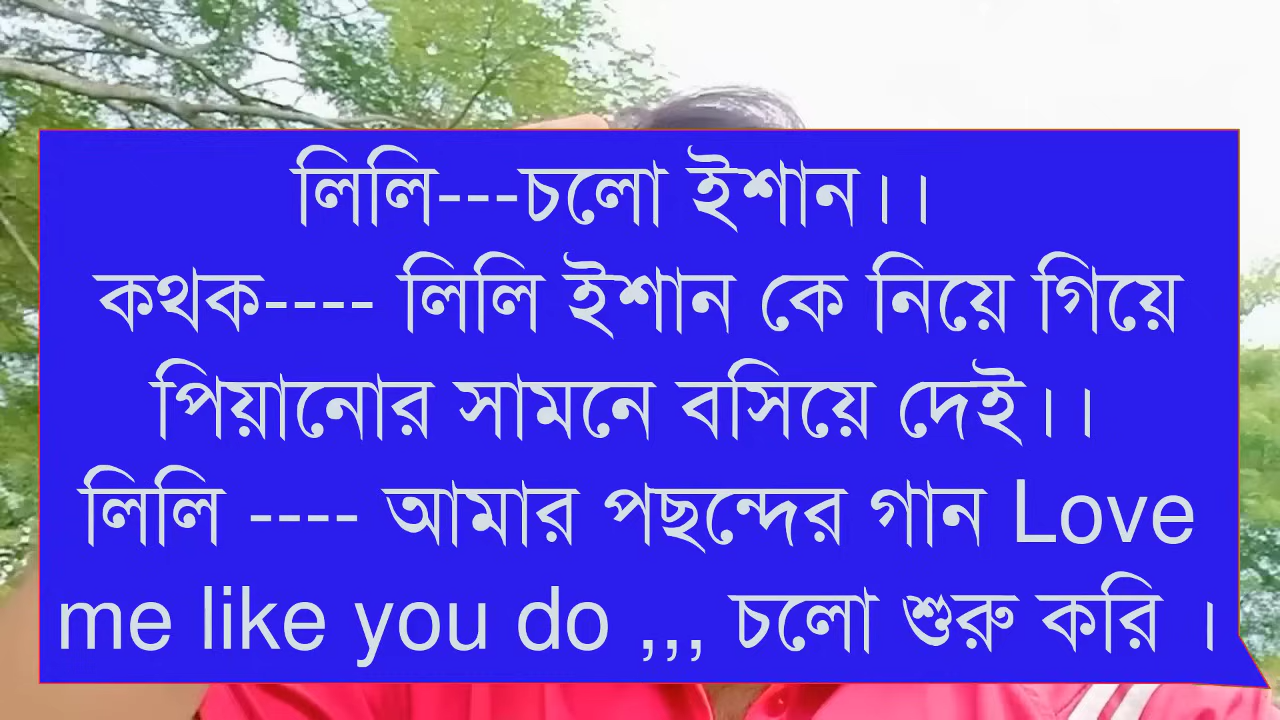 লিলি---চলো ইশান।।
কথক---- লিলি ইশান কে নিয়ে গিয়ে
পিয়ানোর সামনে বসিয়ে দেই।।
লিলি ---- আমার পছন্দের গান Love
me like you do ,,, চলো শুরু করি ।